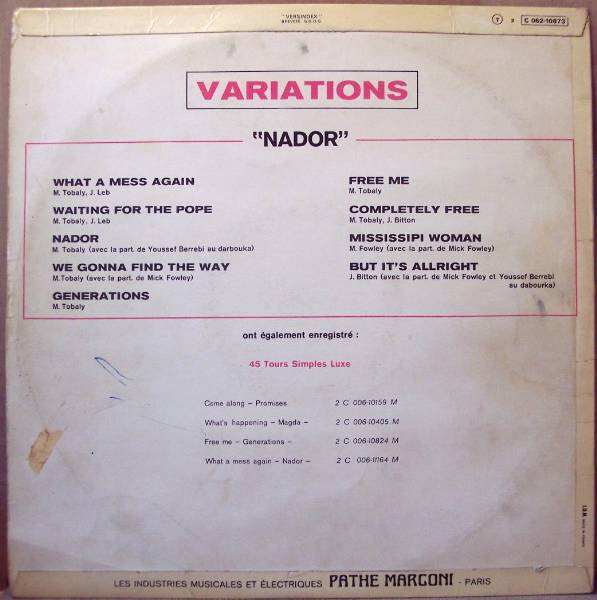 "VERSINDEX"
BREVETÉ S.G.D.G.
T 2 C 062-10873
VARIATIONS
"NADOR"
WHAT A MESS AGAIN
M. Tobaly, J. Leb
WAITING FOR THE POPE
M. Tobaly, J. Leb
NADOR
M. Tobaly (avec la part. de Youssef Berrebi au darbouka)
WE GONNA FIND THE WAY
M.Tobaly (avec la part. de Mick Fowley)
GENERATIONS
M. Tobaly
FREE ME
M. Tobaly
COMPLETELY FREE
M. Tobaly, J. Bitton
MISSISSIPI WOMAN
M. Fowley (avec la part. de Mick Fowley)
BUT IT'S ALLRIGHT
J. Bitton (avec la part. de Mick Fowley et Youssef Berrebi
au dabourka)
ont également enregistré :
45 Tours Simples Luxe
Come along – Promises 2 C 006-10159 M
What's happening – Magda – 2 C 006-10405 M
Free me – Generations – 2 C 006-10824 M
What a mess again – Nador – 2 C 006-11164 M
LES INDUSTRIES MUSICALES ET ÉLECTRIQUES PATHE MARCONI - PARIS